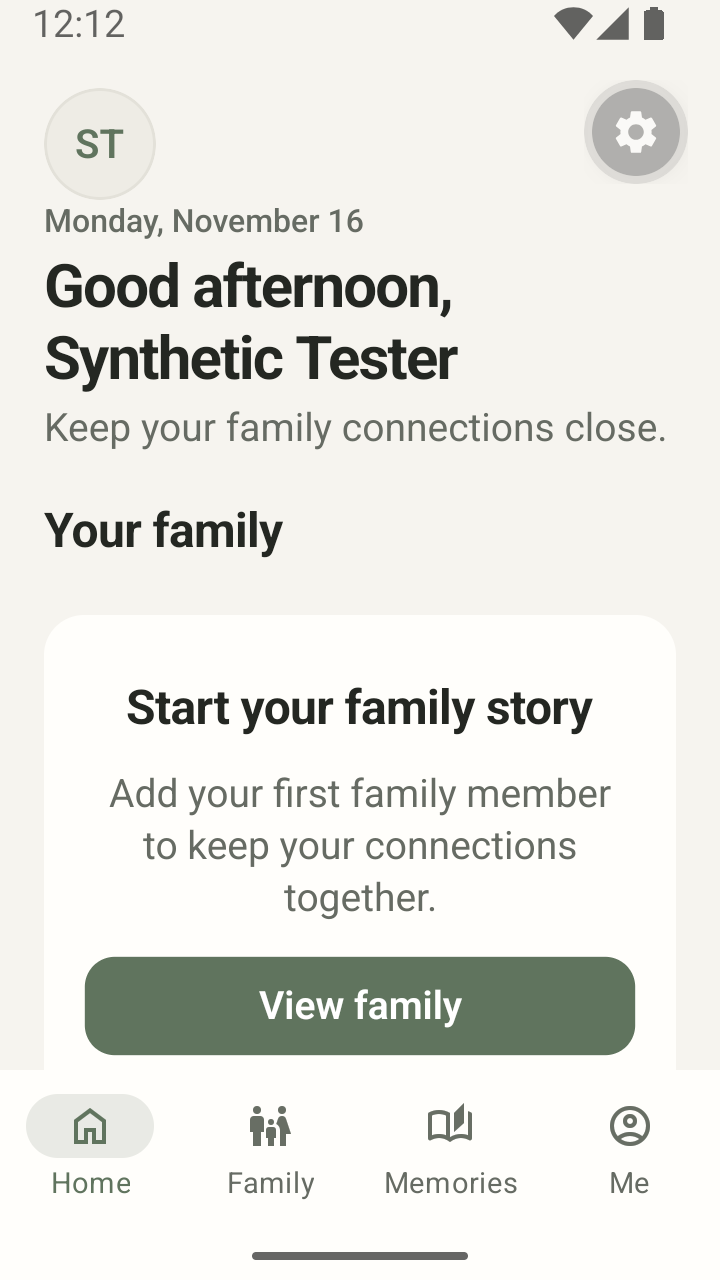 12:12
ST
Monday, November 16
Good afternoon,
Synthetic Tester
Keep your family connections close.
Your family
Start your family story
Add your first family member
to keep your connections
together.
View family
Home
Family
Memories
Me